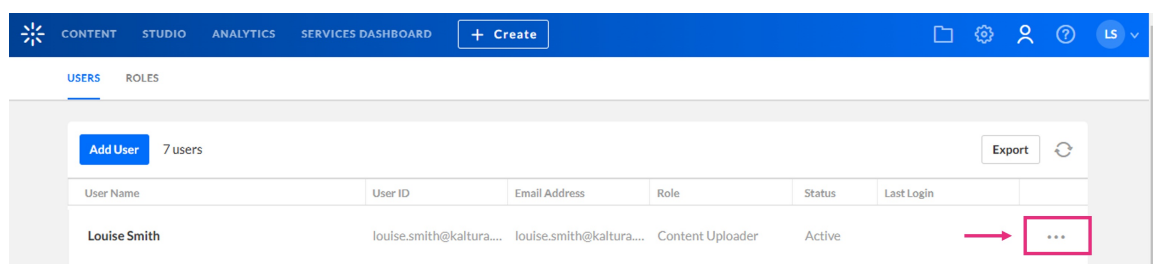 CONTENT STUDIO ANALYTICS SERVICES DASHBOARD + Create LS
USERS ROLES
Add User 7 users Export
User Name User ID Email Address Role Status Last Login
Louise Smith louise.smith@kaltura.... louise.smith@kaltura.... Content Uploader Active